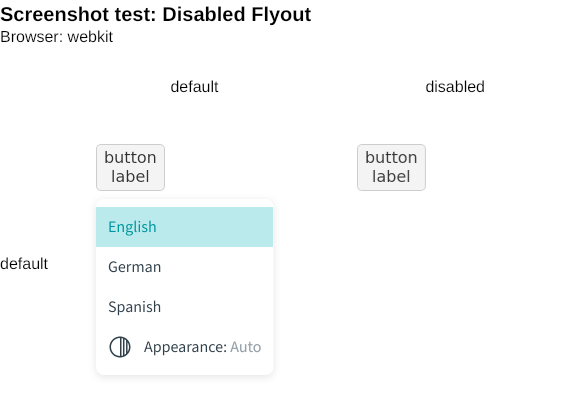 Screenshot test: Disabled Flyout
Browser: webkit
default
disabled
button
label
button
label
default
English
German
Spanish
Appearance: Auto